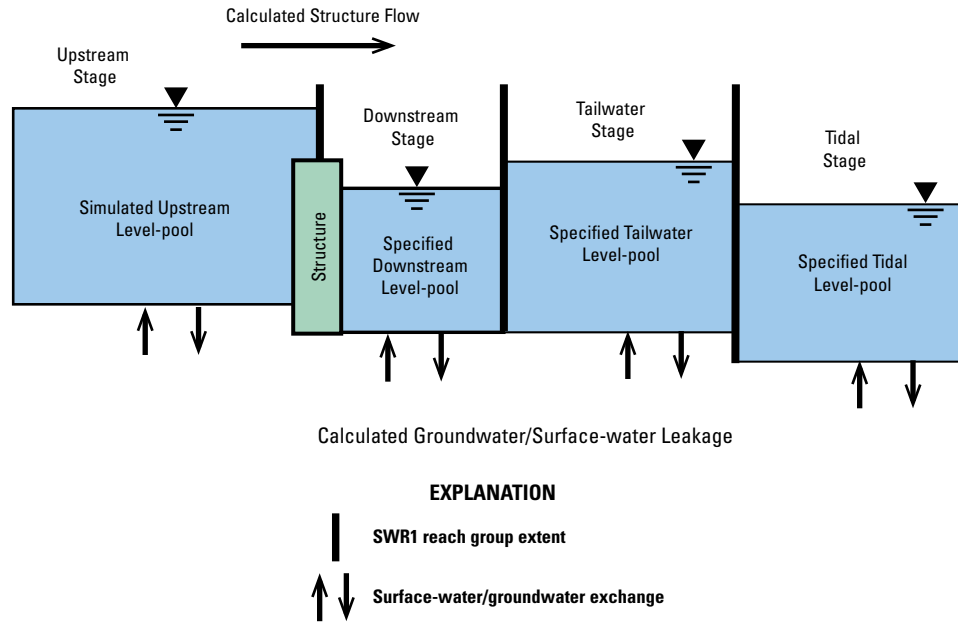 Calculated Structure Flow
Upstream
Stage
Downstream
Stage
Tailwater
Stage
Tidal
Stage
Simulated Upstream
Level-pool
Structure
Specified
Downstream
Level-pool
Specified Tailwater
Level-pool
Specified Tidal
Level-pool
Calculated Groundwater/Surface-water Leakage
EXPLANATION
SWR1 reach group extent
Surface-water/groundwater exchange